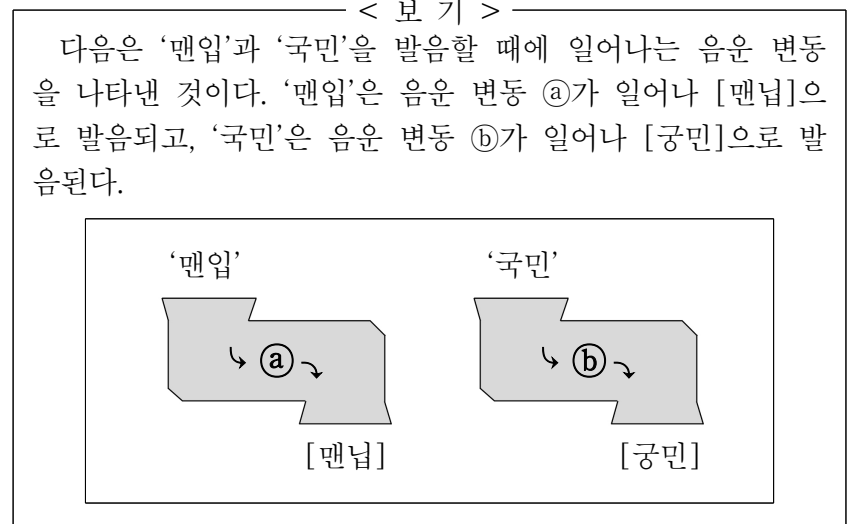 < 보 기 >
다음은 ‘맨입’과 ‘국민’을 발음할 때에 일어나는 음운 변동
을 나타낸 것이다. ‘맨입’은 음운 변동 ⓐ가 일어나 [맨닙]으
로 발음되고, ‘국민’은 음운 변동 ⓑ가 일어나 [궁민]으로 발
음된다.
‘맨입’ ‘국민’
ⓐ ⓑ
[맨닙] [궁민]